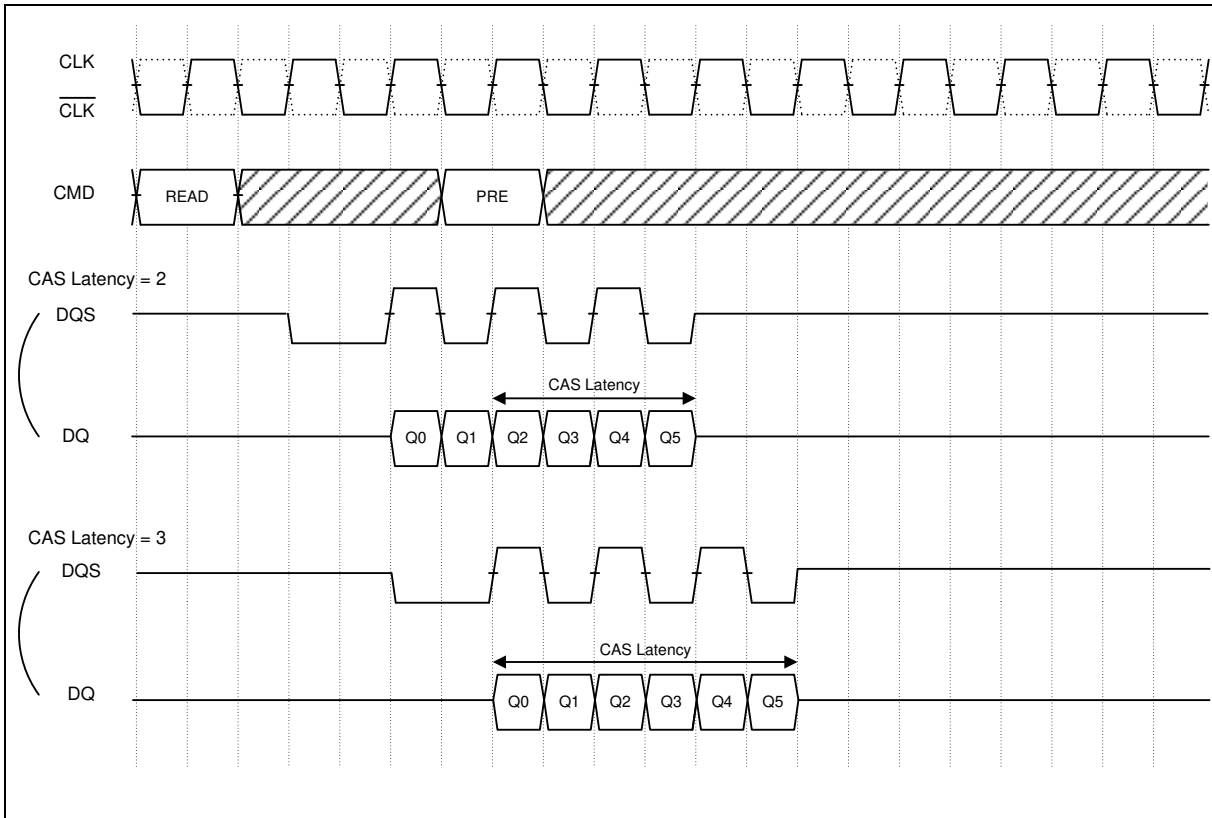 CLK
CLK
CMD READ PRE
CAS Latency = 2
DQS
CAS Latency
DQ Q0 Q1 Q2 Q3 Q4 Q5
CAS Latency = 3
DQS
CAS Latency
DQ Q0 Q1 Q2 Q3 Q4 Q5